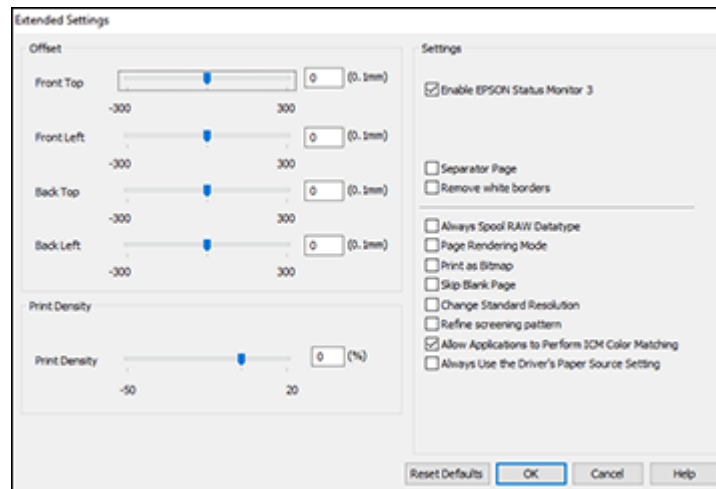 Extended Settings
Offset
Front Top
0 (0.1mm)
-300 300
Front Left
0 (0.1mm)
-300 300
Back Top
0 (0.1mm)
-300 300
Back Left
0 (0.1mm)
-300 300
Print Density
Print Density
0 (%)
-50 20
Settings
Enable EPSON Status Monitor 3
Separator Page
Remove white borders
Always Spool RAW Datatype
Page Rendering Mode
Print as Bitmap
Skip Blank Page
Change Standard Resolution
Refine screening pattern
Allow Applications to Perform ICM Color Matching
Always Use the Driver's Paper Source Setting
Reset Defaults OK Cancel Help